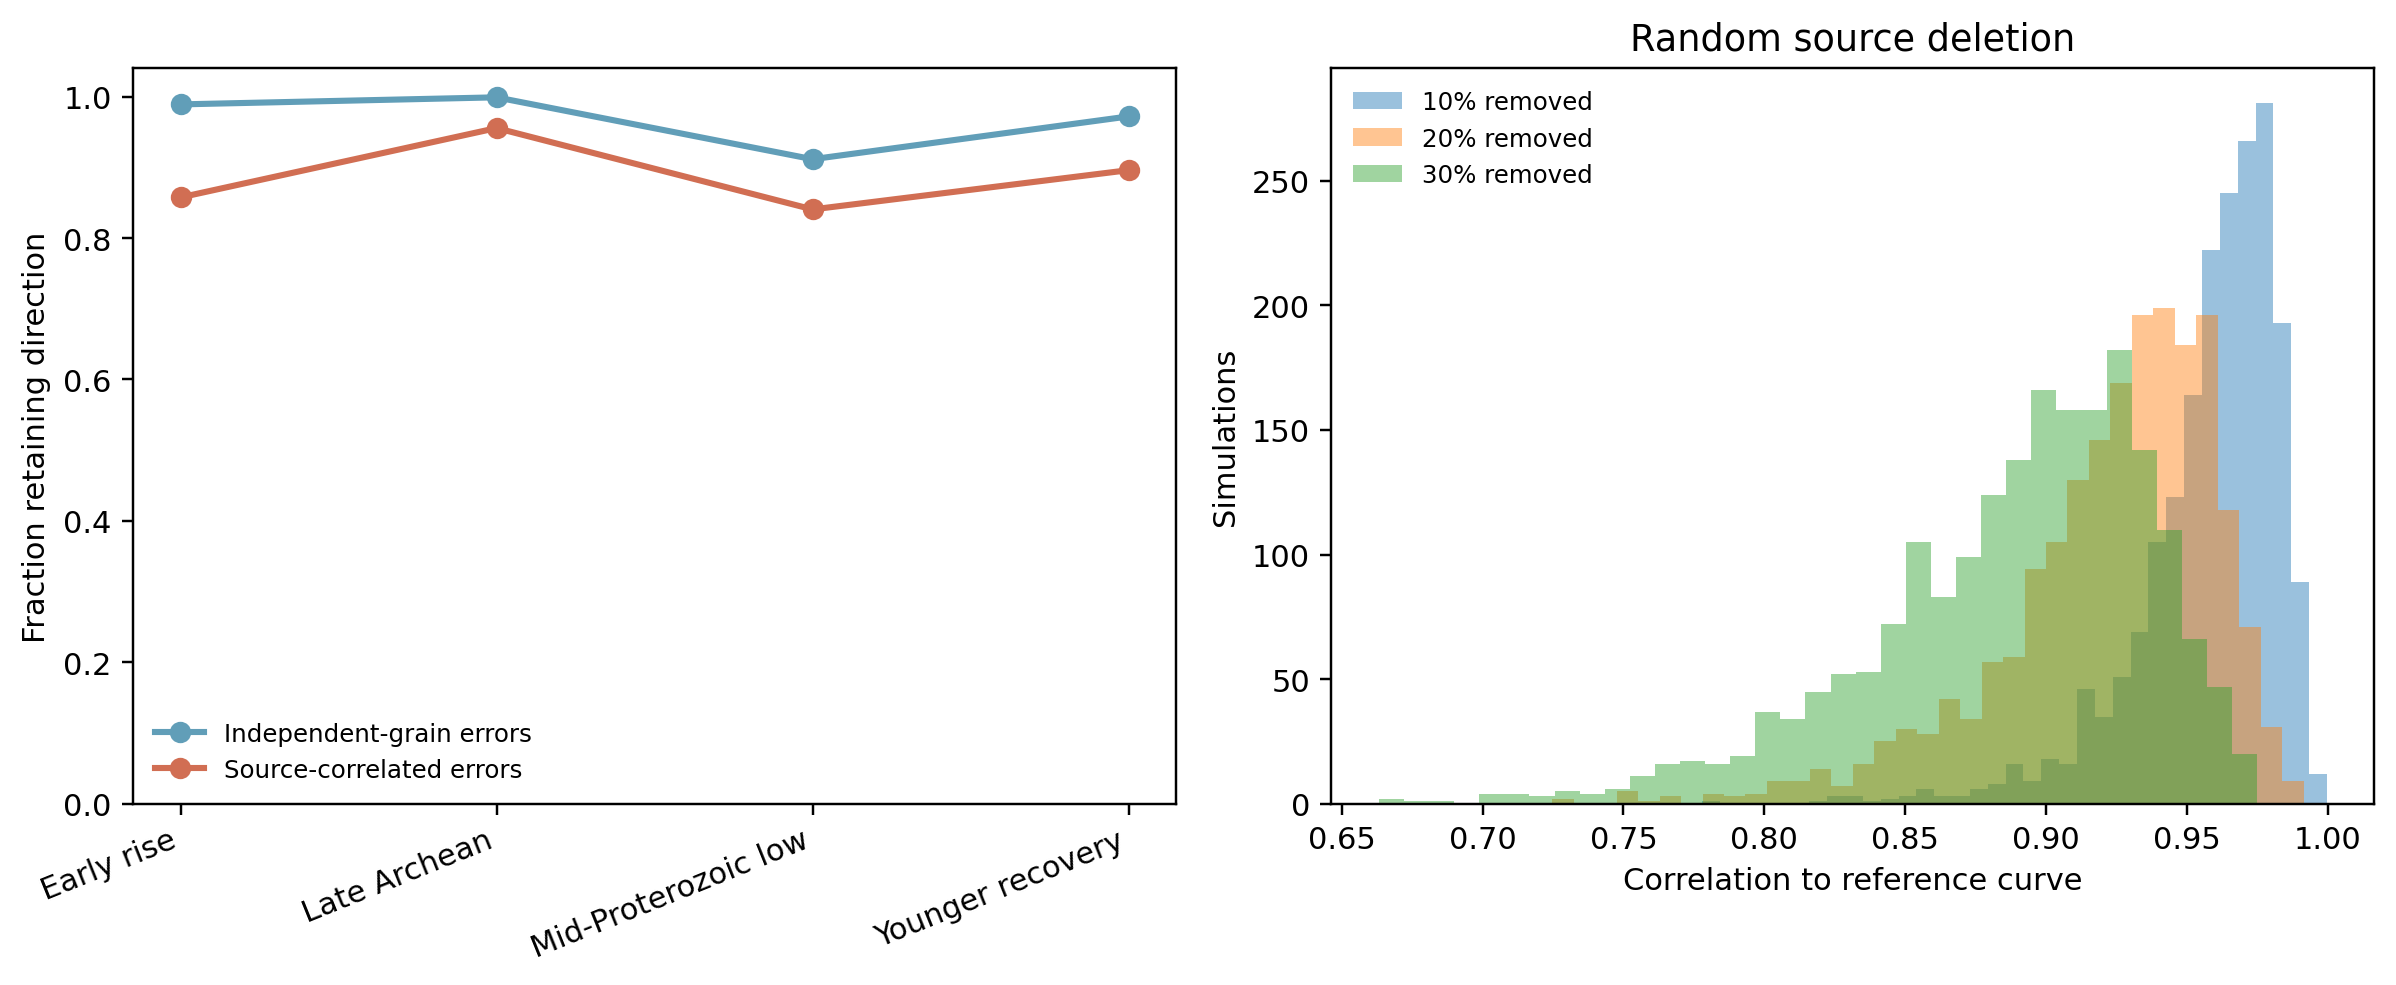 Fraction retaining direction
1.0
0.8
0.6
0.4
0.2
0.0
Independent-grain errors
Source-correlated errors
Early rise
Late Archean
Mid-Proterozoic low
Younger recovery
Random source deletion
10% removed
20% removed
30% removed
Simulations
250
200
150
100
50
0
0.65 0.70 0.75 0.80 0.85 0.90 0.95 1.00
Correlation to reference curve